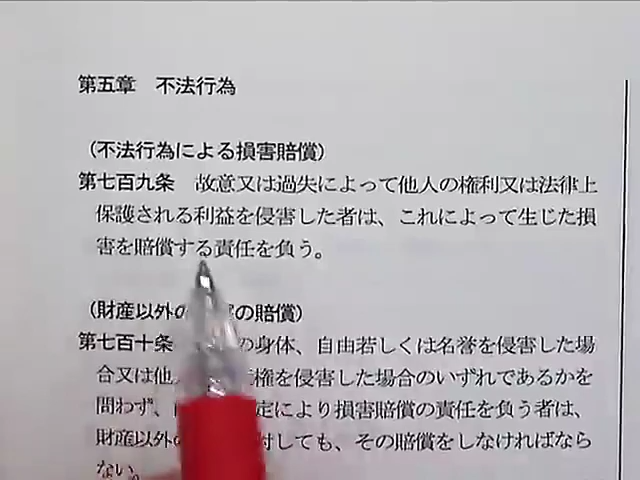 第五章　不法行為
（不法行為による損害賠償）
第七百九条　故意又は過失によって他人の権利又は法律上
保護される利益を侵害した者は、これによって生じた損
害を賠償する責任を負う。
（財産以外の の賠償）
第七百十条 の身体、自由若しくは名誉を侵害した場
合又は他 権を侵害した場合のいずれであるかを
問わず、 定により損害賠償の責任を負う者は、
財産以外の 対しても、その賠償をしなければなら
ない。